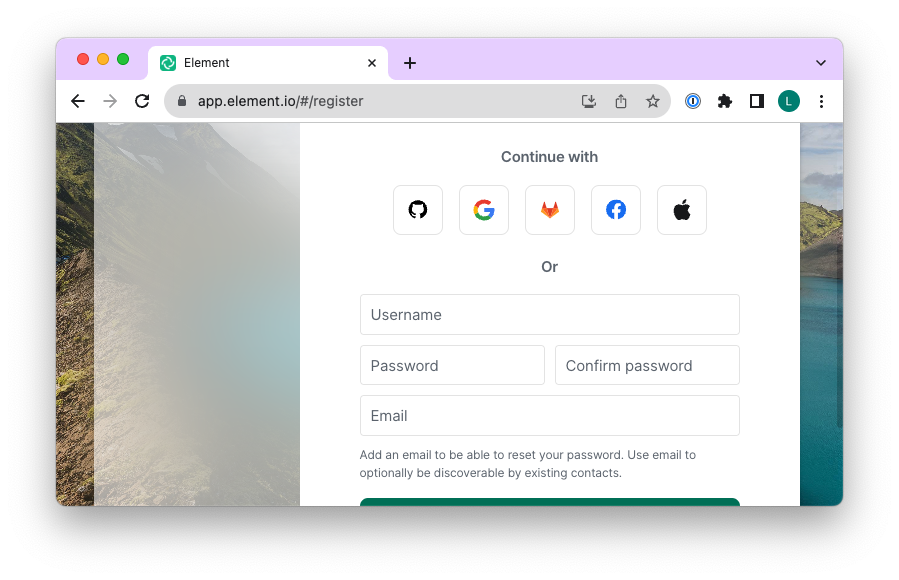 Element
app.element.io/#/register
L
Continue with
Or
Username
Password Confirm password
Email
Add an email to be able to reset your password. Use email to
optionally be discoverable by existing contacts.